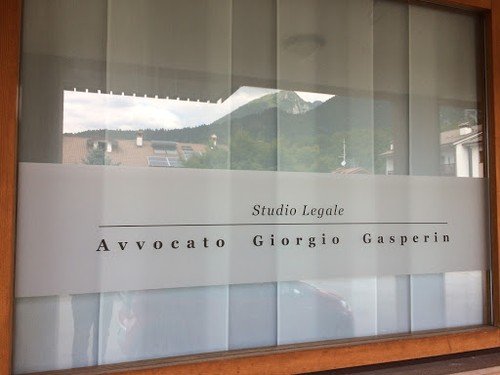 Studio Legale
Avvocato Giorgio Gasperin